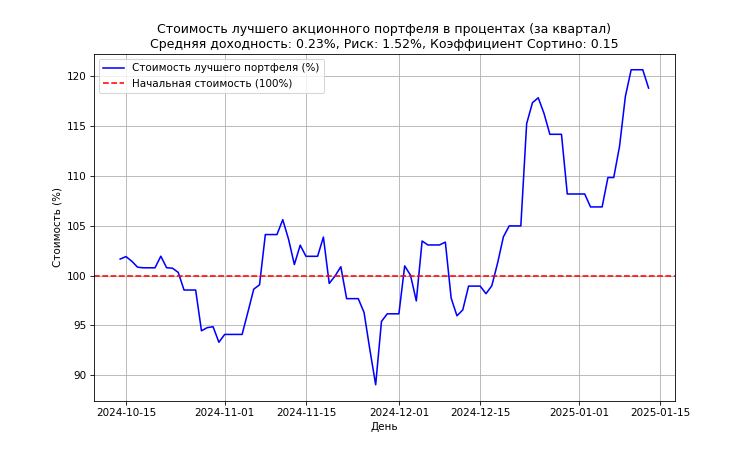 Стоимость лучшего акционного портфеля в процентах (за квартал)
Средняя доходность: 0.23%, Риск: 1.52%, Коэффициент Сортино: 0.15
Стоимость лучшего портфеля (%)
Начальная стоимость (100%)
Стоимость (%)
120
115
110
105
100
95
90
2024-10-15
2024-11-01
2024-11-15
2024-12-01
2024-12-15
2025-01-01
2025-01-15
День